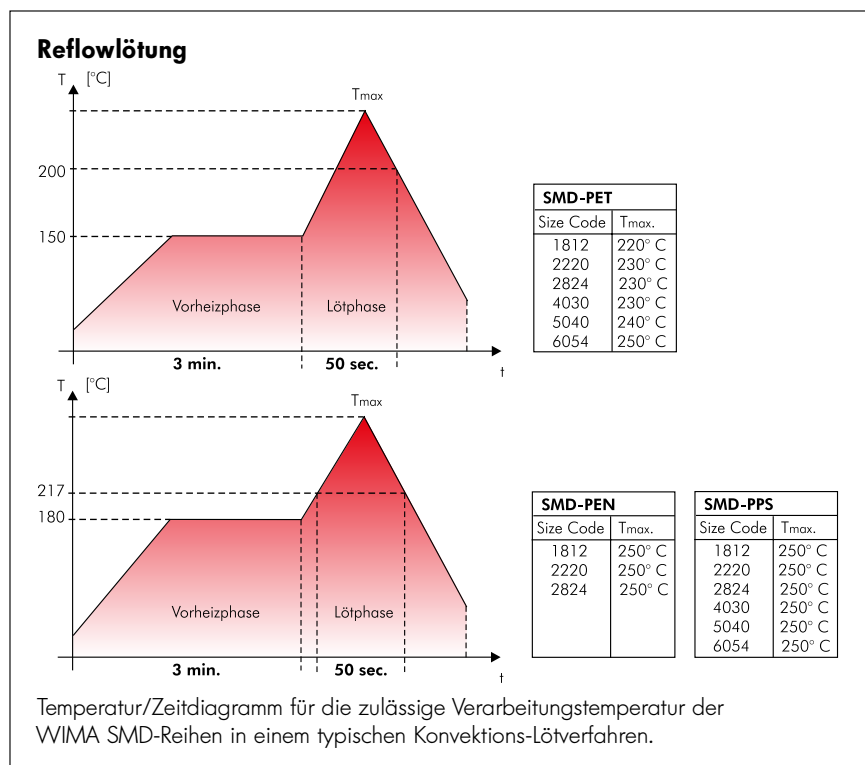 Reflowlötung
T [°C]
Tmax
200
150
Vorheizphase Lötphase
3 min. 50 sec.
t
SMD-PET
Size Code Tmax.
1812 220° C
2220 230° C
2824 230° C
4030 230° C
5040 240° C
6054 250° C
T [°C]
Tmax
217
180
Vorheizphase Lötphase
3 min. 50 sec.
t
SMD-PEN
Size Code Tmax.
1812 250° C
2220 250° C
2824 250° C
SMD-PPS
Size Code Tmax.
1812 250° C
2220 250° C
2824 250° C
4030 250° C
5040 250° C
6054 250° C
Temperatur/Zeitdiagramm für die zulässige Verarbeitungstemperatur der
WIMA SMD-Reihen in einem typischen Konvektions-Lötverfahren.